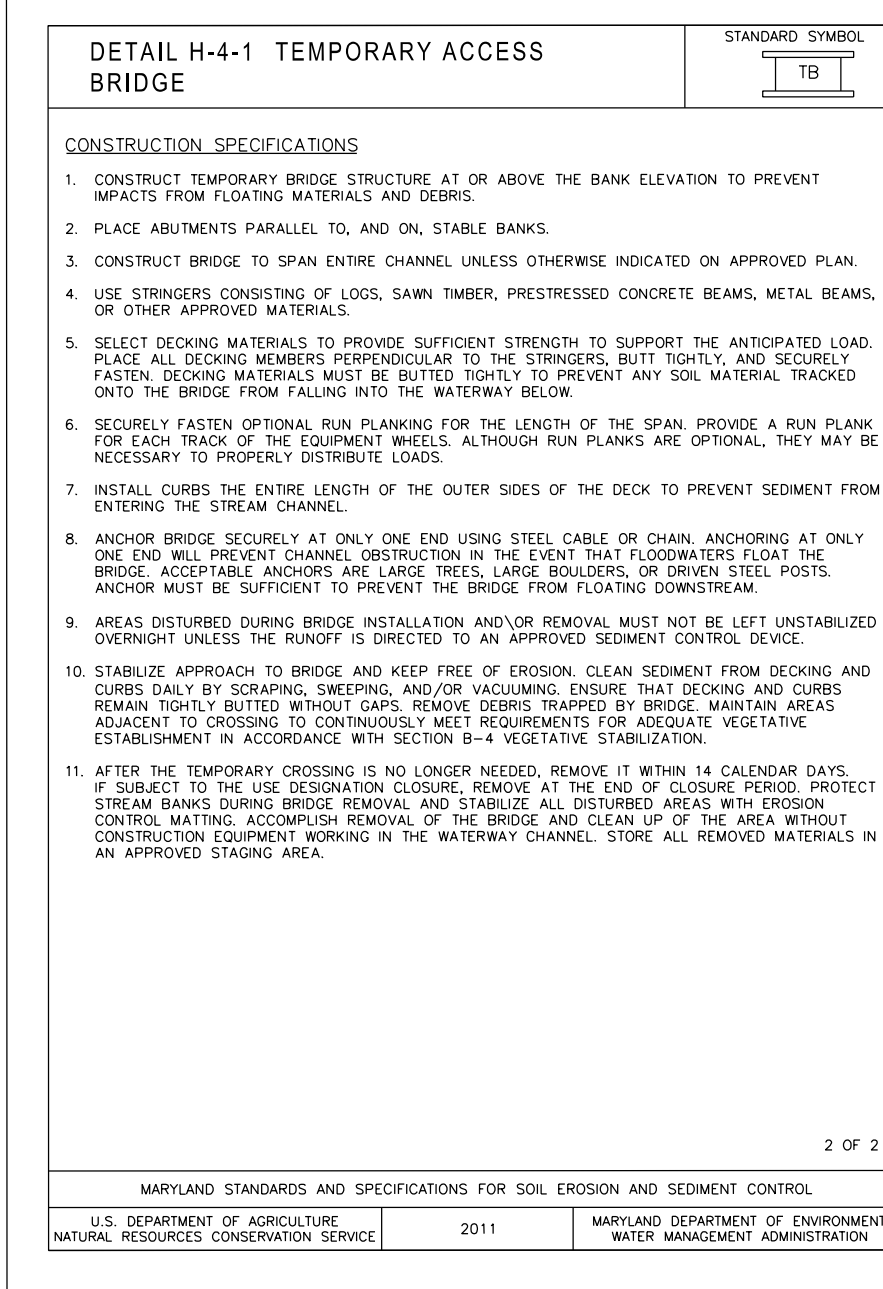 DETAIL H-4-1 TEMPORARY ACCESS
BRIDGE
STANDARD SYMBOL
TB
CONSTRUCTION SPECIFICATIONS
1. CONSTRUCT TEMPORARY BRIDGE STRUCTURE AT OR ABOVE THE BANK ELEVATION TO PREVENT
IMPACTS FROM FLOATING MATERIALS AND DEBRIS.
2. PLACE ABUTMENTS PARALLEL TO, AND ON, STABLE BANKS.
3. CONSTRUCT BRIDGE TO SPAN ENTIRE CHANNEL UNLESS OTHERWISE INDICATED ON APPROVED PLAN.
4. USE STRINGERS CONSISTING OF LOGS, SAWN TIMBER, PRESTRESSED CONCRETE BEAMS, METAL BEAMS,
OR OTHER APPROVED MATERIALS.
5. SELECT DECKING MATERIALS TO PROVIDE SUFFICIENT STRENGTH TO SUPPORT THE ANTICIPATED LOAD.
PLACE ALL DECKING MEMBERS PERPENDICULAR TO THE STRINGERS, BUTT TIGHTLY, AND SECURELY
FASTEN. DECKING MATERIALS MUST BE BUTTED TIGHTLY TO PREVENT ANY SOIL MATERIAL TRACKED
ONTO THE BRIDGE FROM FALLING INTO THE WATERWAY BELOW.
6. SECURELY FASTEN OPTIONAL RUN PLANKING FOR THE LENGTH OF THE SPAN. PROVIDE A RUN PLANK
FOR EACH TRACK OF THE EQUIPMENT WHEELS. ALTHOUGH RUN PLANKS ARE OPTIONAL, THEY MAY BE
NECESSARY TO PROPERLY DISTRIBUTE LOADS.
7. INSTALL CURBS THE ENTIRE LENGTH OF THE OUTER SIDES OF THE DECK TO PREVENT SEDIMENT FROM
ENTERING THE STREAM CHANNEL.
8. ANCHOR BRIDGE SECURELY AT ONLY ONE END USING STEEL CABLE OR CHAIN. ANCHORING AT ONLY
ONE END WILL PREVENT CHANNEL OBSTRUCTION IN THE EVENT THAT FLOODWATERS FLOAT THE
BRIDGE. ACCEPTABLE ANCHORS ARE LARGE TREES, LARGE BOULDERS, OR DRIVEN STEEL POSTS.
ANCHOR MUST BE SUFFICIENT TO PREVENT THE BRIDGE FROM FLOATING DOWNSTREAM.
9. AREAS DISTURBED DURING BRIDGE INSTALLATION AND\OR REMOVAL MUST NOT BE LEFT UNSTABILIZED
OVERNIGHT UNLESS THE RUNOFF IS DIRECTED TO AN APPROVED SEDIMENT CONTROL DEVICE.
10. STABILIZE APPROACH TO BRIDGE AND KEEP FREE OF EROSION. CLEAN SEDIMENT FROM DECKING AND
CURBS DAILY BY SCRAPING, SWEEPING, AND/OR VACUUMING. ENSURE THAT DECKING AND CURBS
REMAIN TIGHTLY BUTTED WITHOUT GAPS. REMOVE DEBRIS TRAPPED BY BRIDGE. MAINTAIN AREAS
ADJACENT TO CROSSING TO CONTINUOUSLY MEET REQUIREMENTS FOR ADEQUATE VEGETATIVE
ESTABLISHMENT IN ACCORDANCE WITH SECTION B-4 VEGETATIVE STABILIZATION.
11. AFTER THE TEMPORARY CROSSING IS NO LONGER NEEDED, REMOVE IT WITHIN 14 CALENDAR DAYS.
IF SUBJECT TO THE USE DESIGNATION CLOSURE, REMOVE AT THE END OF CLOSURE PERIOD. PROTECT
STREAM BANKS DURING BRIDGE REMOVAL AND STABILIZE ALL DISTURBED AREAS WITH EROSION
CONTROL MATTING. ACCOMPLISH REMOVAL OF THE BRIDGE AND CLEAN UP OF THE AREA WITHOUT
CONSTRUCTION EQUIPMENT WORKING IN THE WATERWAY CHANNEL. STORE ALL REMOVED MATERIALS IN
AN APPROVED STAGING AREA.
2 OF 2
MARYLAND STANDARDS AND SPECIFICATIONS FOR SOIL EROSION AND SEDIMENT CONTROL
U.S. DEPARTMENT OF AGRICULTURE
NATURAL RESOURCES CONSERVATION SERVICE
2011
MARYLAND DEPARTMENT OF ENVIRONMENT
WATER MANAGEMENT ADMINISTRATION